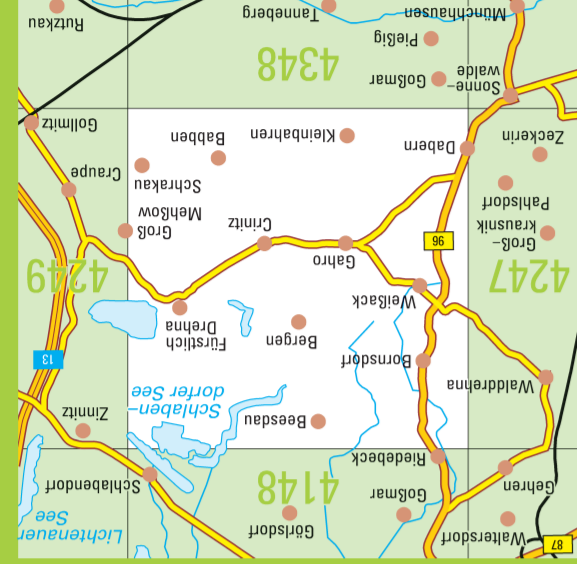 87
Waltersdorf
Lichtenauer
See
Görlsdorf
Goßmar
4148
Gehren
Schlabendorf
Riedebeck
Beesdau
Zinnitz
Schlaben-
dorfer See
Walddrehna
Bornsdorf
13
Bergen
Fürstlich
Drehna
Weißack
4247
4249
Gahro
96
Groß-
krausnik
Crinitz
Groß
Mehßow
Pahlsdorf
Schrakau
Craupe
Zeckerin
Dabern
Kleinbahren
Babben
Gollmitz
Sonne-
walde
Goßmar
4348
Pießig
Münchhausen
Tanneberg
Rutzkau